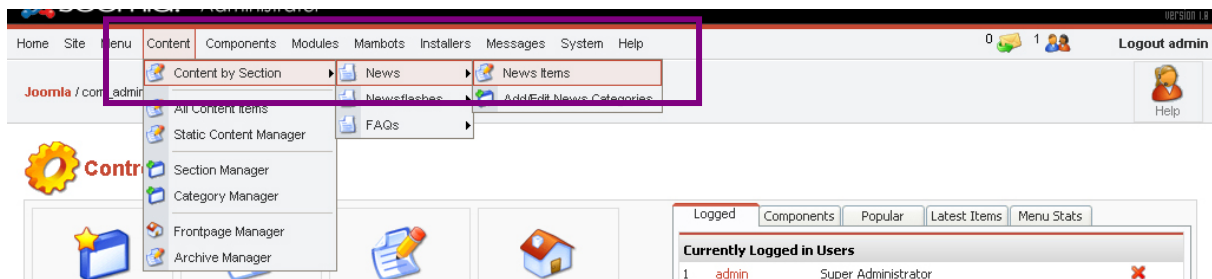 Administrator
Version 1.0
Home Site Menu Content Components Modules Mambots Installers Messages System Help 0 1 Logout admin
Content by Section News News Items
Joomla / com_admin Newsflashes Add/Edit News Categories
All Content Items Help
FAQs
Static Content Manager
Contr
Section Manager
Category Manager
Logged Components Popular Latest Items Menu Stats
Frontpage Manager
Currently Logged in Users
Archive Manager
1 admin Super Administrator